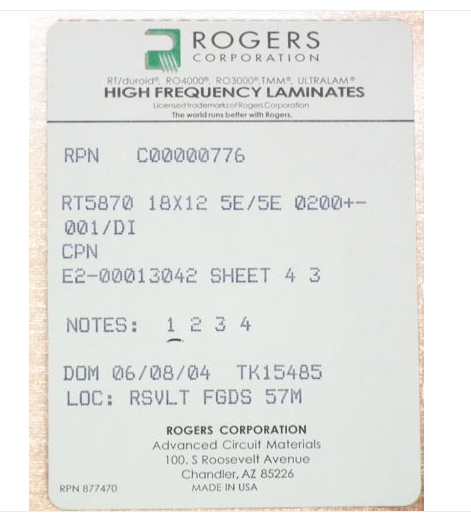 ROGERS
CORPORATION
RT/duroid®, RO4000®, RO3000®,TMM®, ULTRALAM®
HIGH FREQUENCY LAMINATES
Licensed trademarks of Rogers Corporation
The world runs better with Rogers.
RPN C00000776
RT5870 18X12 5E/5E 0200+-
001/DI
CPN
E2-00013042 SHEET 4 3
NOTES: 1 2 3 4
DOM 06/08/04 TK15485
LOC: RSVLT FGDS 57M
ROGERS CORPORATION
Advanced Circuit Materials
100, S Roosevelt Avenue
Chandler, AZ 85226
RPN 877470 MADE IN USA